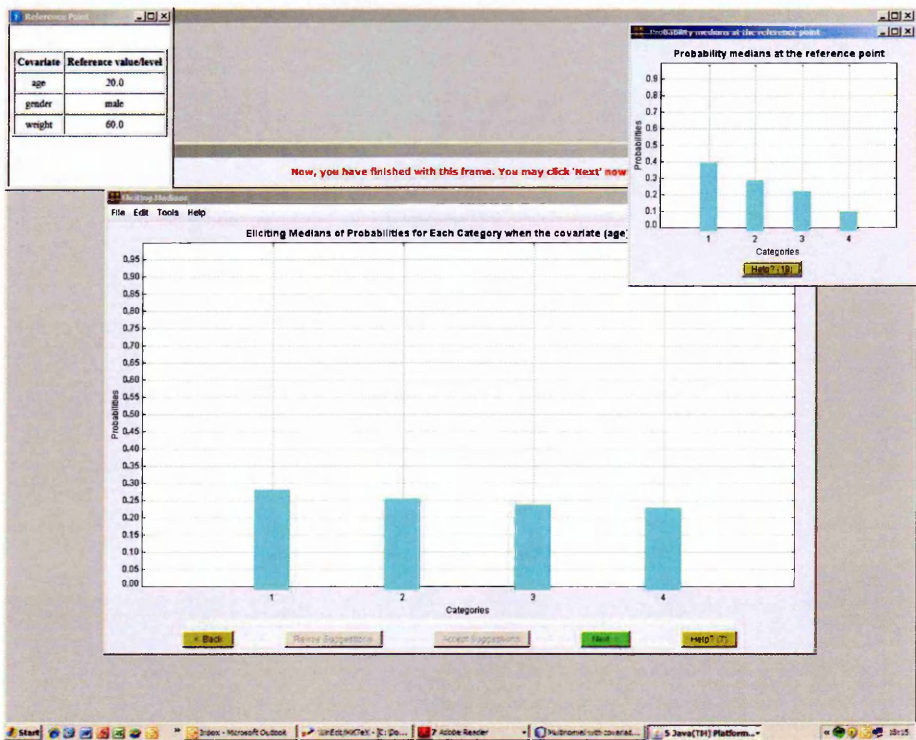 Reference Point
Covariate Reference value/level
age 20.0
gender male
weight 60.0
Now, you have finished with this frame. You may click 'Next' now
Probability medians at the reference point
Probability medians at the reference point
0.9
0.8
0.7
0.6
0.5
0.4
0.3
0.2
0.1
0.0
Probabilities
1 2 3 4
Categories
Help? (18)
Eliciting Medians
File Edit Tools Help
Eliciting Medians of Probabilities for Each Category when the covariate (age)
0.95
0.90
0.85
0.80
0.75
0.70
0.65
0.60
0.55
0.50
0.45
0.40
0.35
0.30
0.25
0.20
0.15
0.10
0.05
0.00
Probabilities
1 2 3 4
Categories
< Back Revise Suggestions Accept Suggestions Next > Help? (7)
Start Inbox - Microsoft Outlook WinEdt/MiKTeX - [C:\Do... 7 Adobe Reader Multinomial with covariat... 5 Java(TM) Platform... 18:15